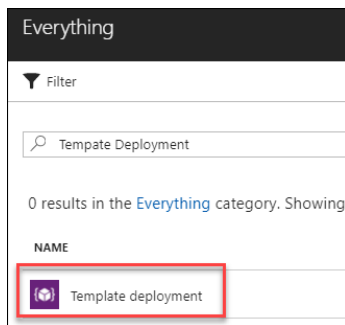 Everything
Filter
Tempate Deployment
0 results in the Everything category. Showing
NAME
Template deployment